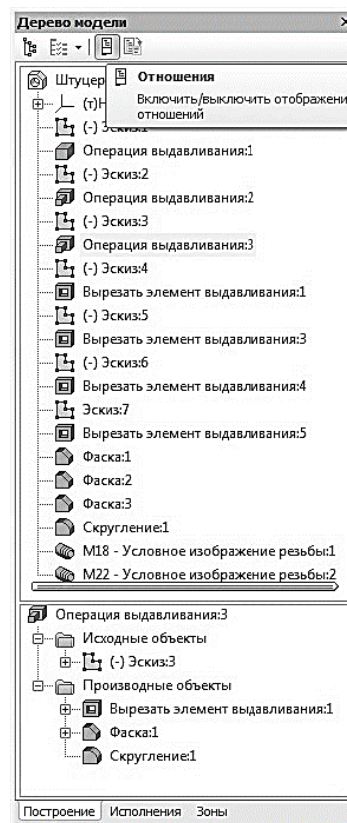 Дерево модели
Штуцер
Отношения
Включить/выключить отображени
отношений
(т)Н
(-) Эскиз:1
Операция выдавливания:1
(-) Эскиз:2
Операция выдавливания:2
(-) Эскиз:3
Операция выдавливания:3
(-) Эскиз:4
Вырезать элемент выдавливания:1
(-) Эскиз:5
Вырезать элемент выдавливания:3
(-) Эскиз:6
Вырезать элемент выдавливания:4
Эскиз:7
Вырезать элемент выдавливания:5
Фаска:1
Фаска:2
Фаска:3
Скругление:1
М18 - Условное изображение резьбы:1
М22 - Условное изображение резьбы:2
Операция выдавливания:3
Исходные объекты
(-) Эскиз:3
Производные объекты
Вырезать элемент выдавливания:1
Фаска:1
Скругление:1
Построение Исполнения Зоны